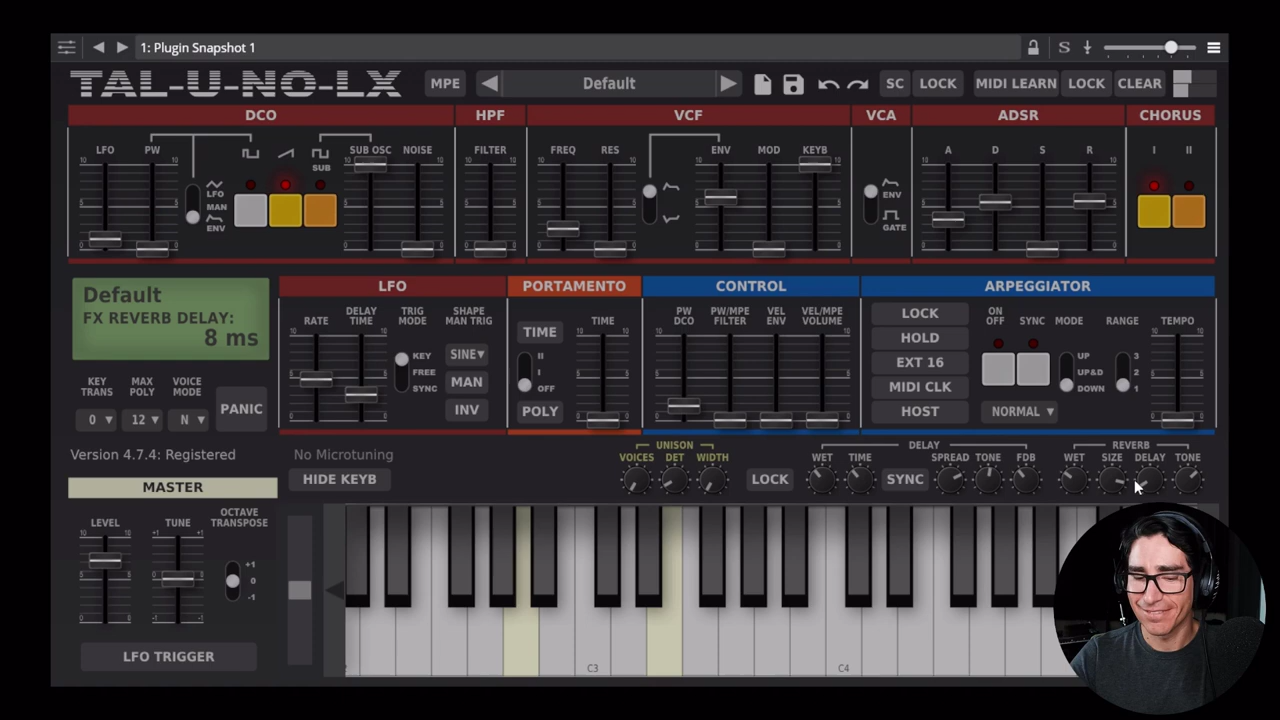 1: Plugin Snapshot 1
S
TAL-U-NO-LX
MPE
Default
SC
LOCK
MIDI LEARN
LOCK
CLEAR
DCO
HPF
VCF
VCA
ADSR
CHORUS
LFO
PW
SUB OSC
NOISE
FILTER
FREQ
RES
ENV
MOD
KEYB
A
D
S
R
I
II
LFO
MAN
ENV
SUB
ENV
GATE
Default
FX REVERB DELAY:
8 ms
LFO
PORTAMENTO
CONTROL
ARPEGGIATOR
RATE
DELAY TIME
TRIG MODE
SHAPE MAN TRIG
KEY
FREE
SYNC
SINE▾
MAN
INV
TIME
TIME
II
I
OFF
POLY
PW DCO
PW/MPE FILTER
VEL ENV
VEL/MPE VOLUME
LOCK
HOLD
EXT 16
MIDI CLK
HOST
ON OFF
SYNC
MODE
RANGE
TEMPO
UP
UP&D
DOWN
3
2
1
NORMAL ▾
KEY TRANS
MAX POLY
VOICE MODE
0 ▾
12 ▾
N ▾
PANIC
Version 4.7.4: Registered
No Microtuning
HIDE KEYB
UNISON
VOICES
DET
WIDTH
LOCK
DELAY
WET
TIME
SYNC
SPREAD
TONE
FDB
REVERB
WET
SIZE
DELAY
TONE
MASTER
LEVEL
TUNE
OCTAVE TRANSPOSE
+1
0
-1
LFO TRIGGER
C3
C4